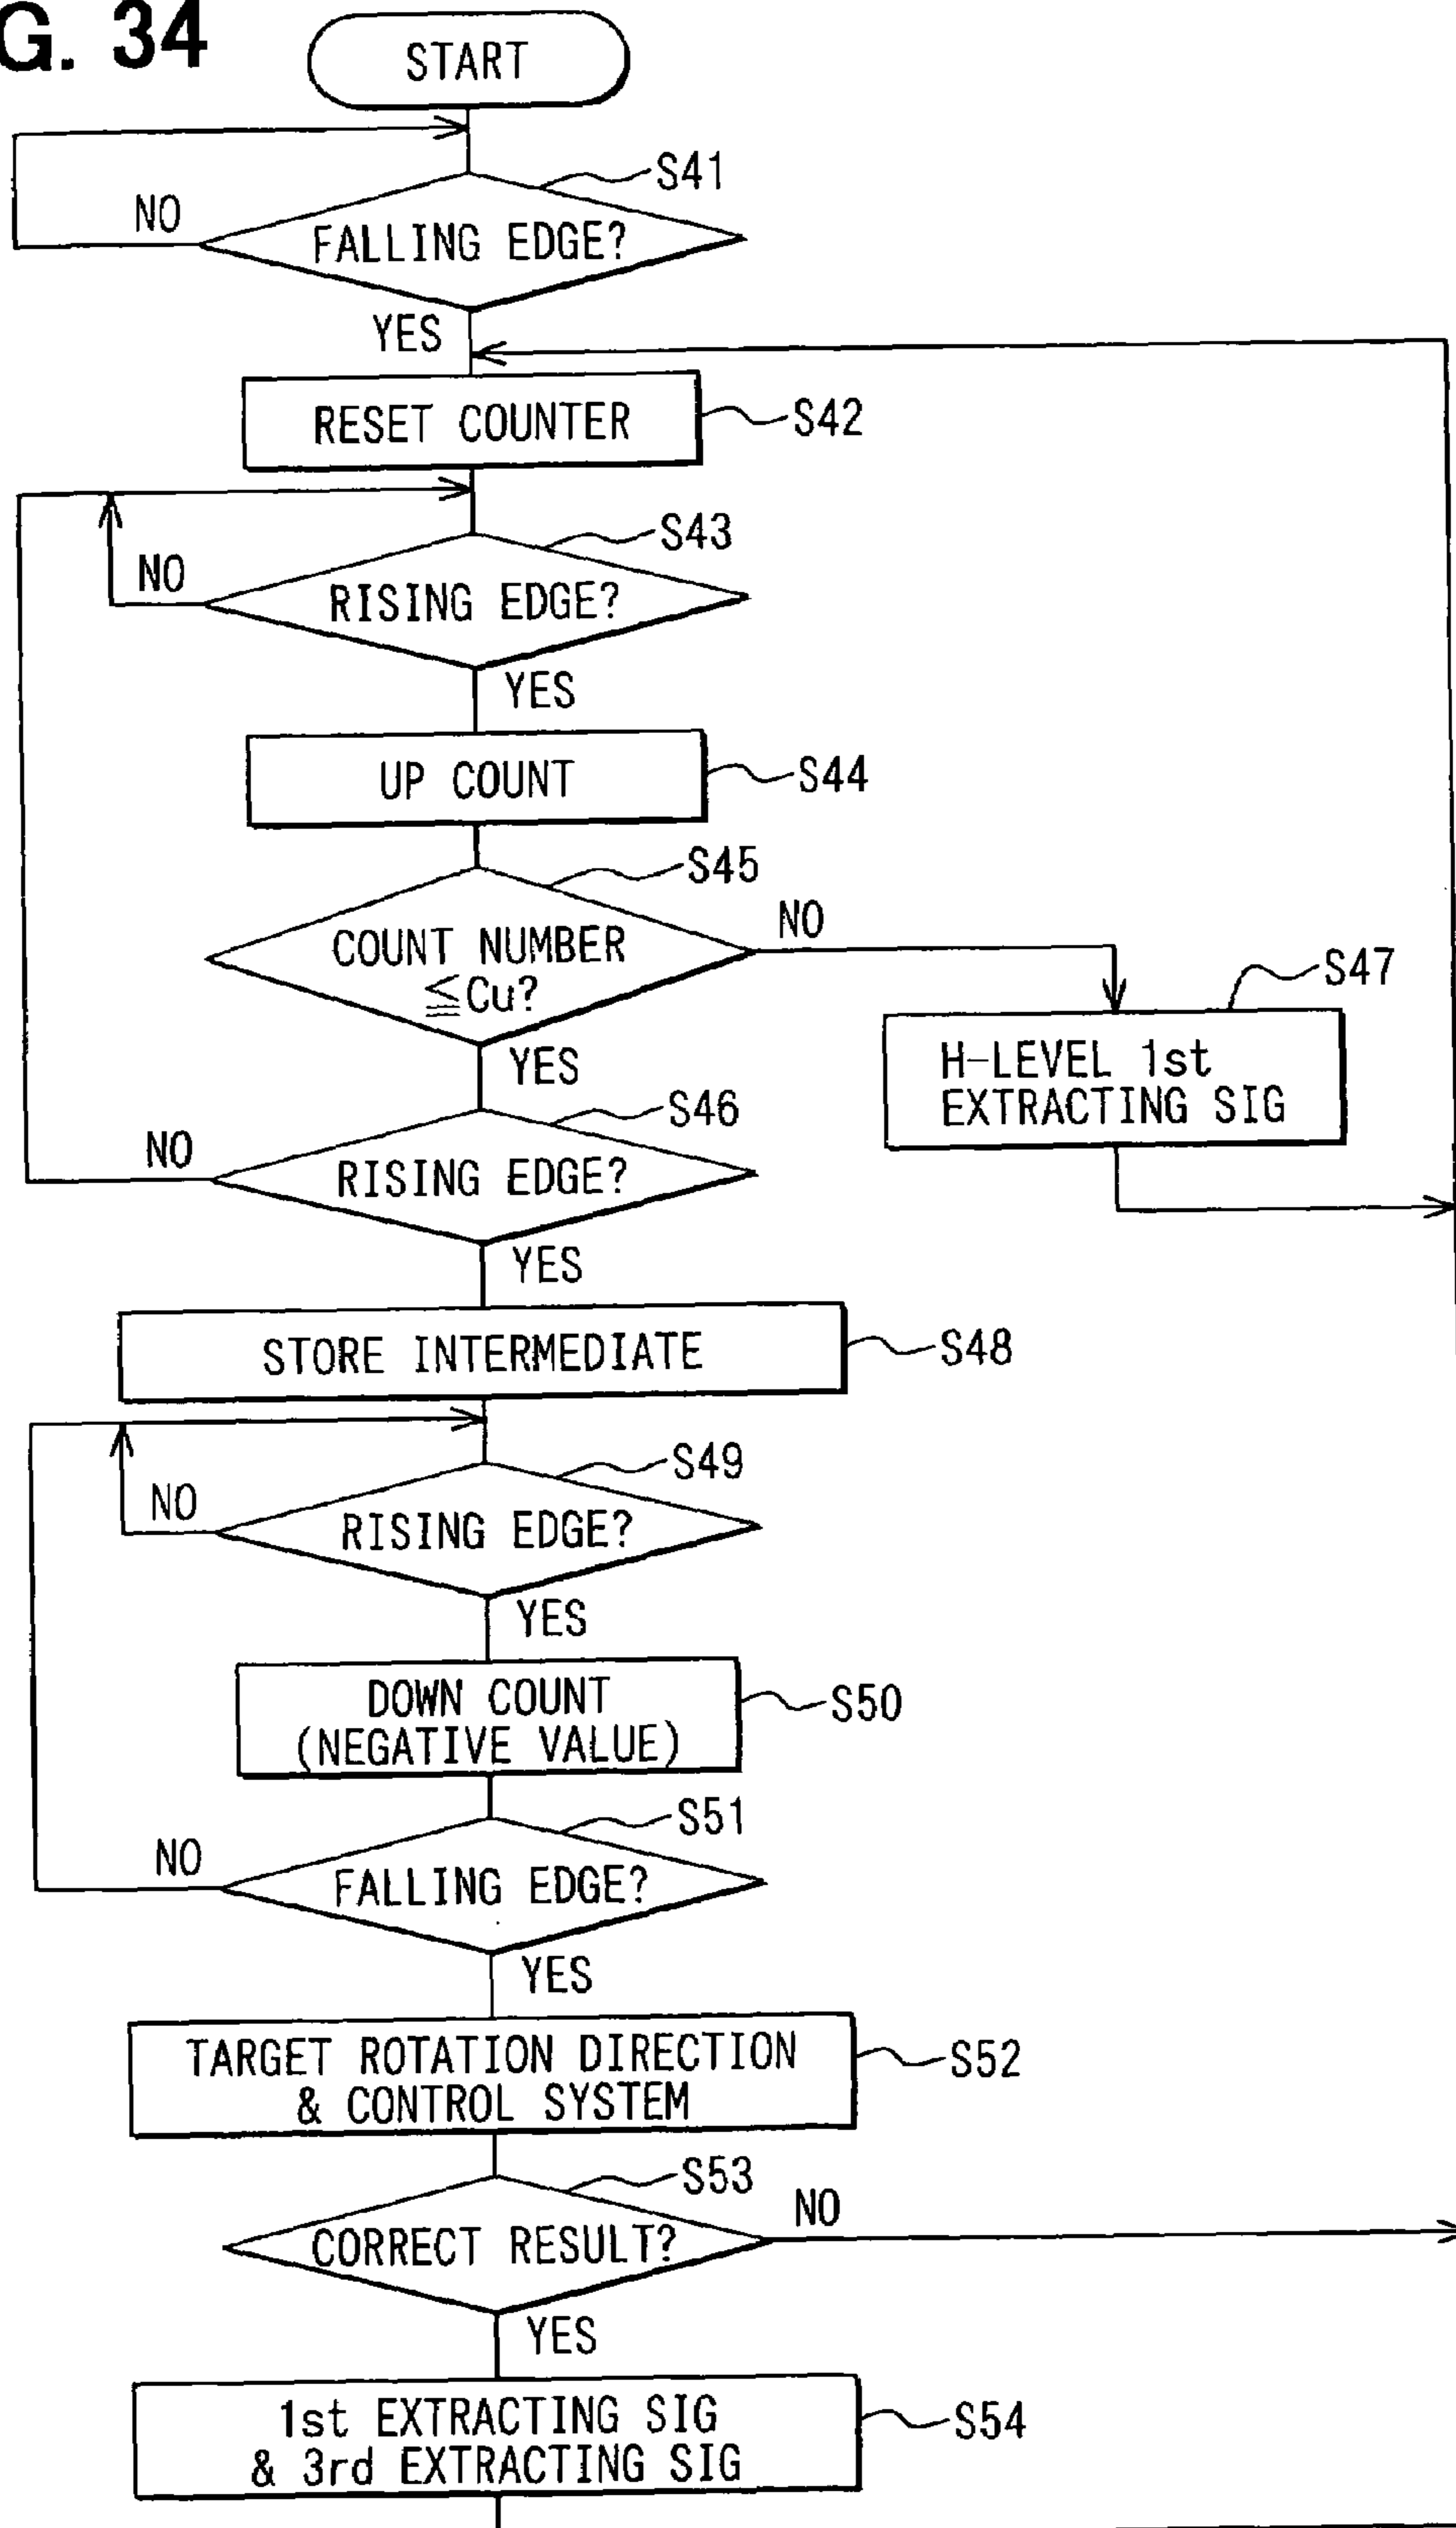 G. 34
START
S41
NO
FALLING EDGE?
YES
RESET COUNTER
S42
S43
NO
RISING EDGE?
YES
UP COUNT
S44
S45
NO
COUNT NUMBER
≦Cu?
S47
YES
H-LEVEL 1st
EXTRACTING SIG
S46
NO
RISING EDGE?
YES
STORE INTERMEDIATE
S48
S49
NO
RISING EDGE?
YES
DOWN COUNT
(NEGATIVE VALUE)
S50
S51
NO
FALLING EDGE?
YES
TARGET ROTATION DIRECTION
& CONTROL SYSTEM
S52
S53
NO
CORRECT RESULT?
YES
1st EXTRACTING SIG
& 3rd EXTRACTING SIG
S54